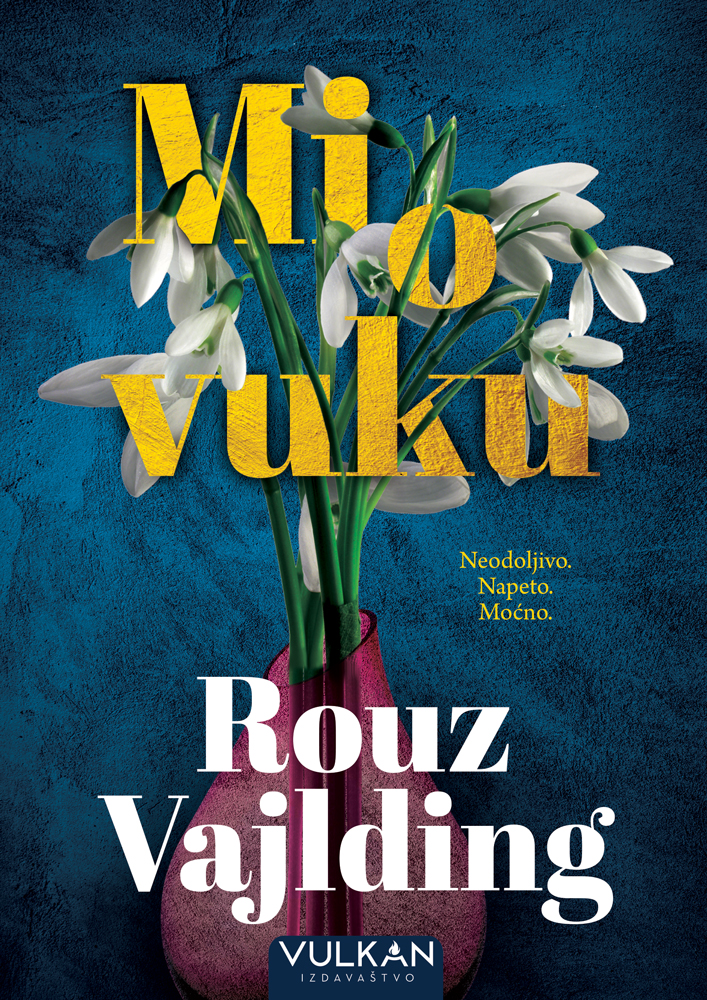 Mi
o
vuku
Neodoljivo.
Napeto.
Moćno.
Rouz
Vajlding
VULKAN
IZDAVAŠTVO